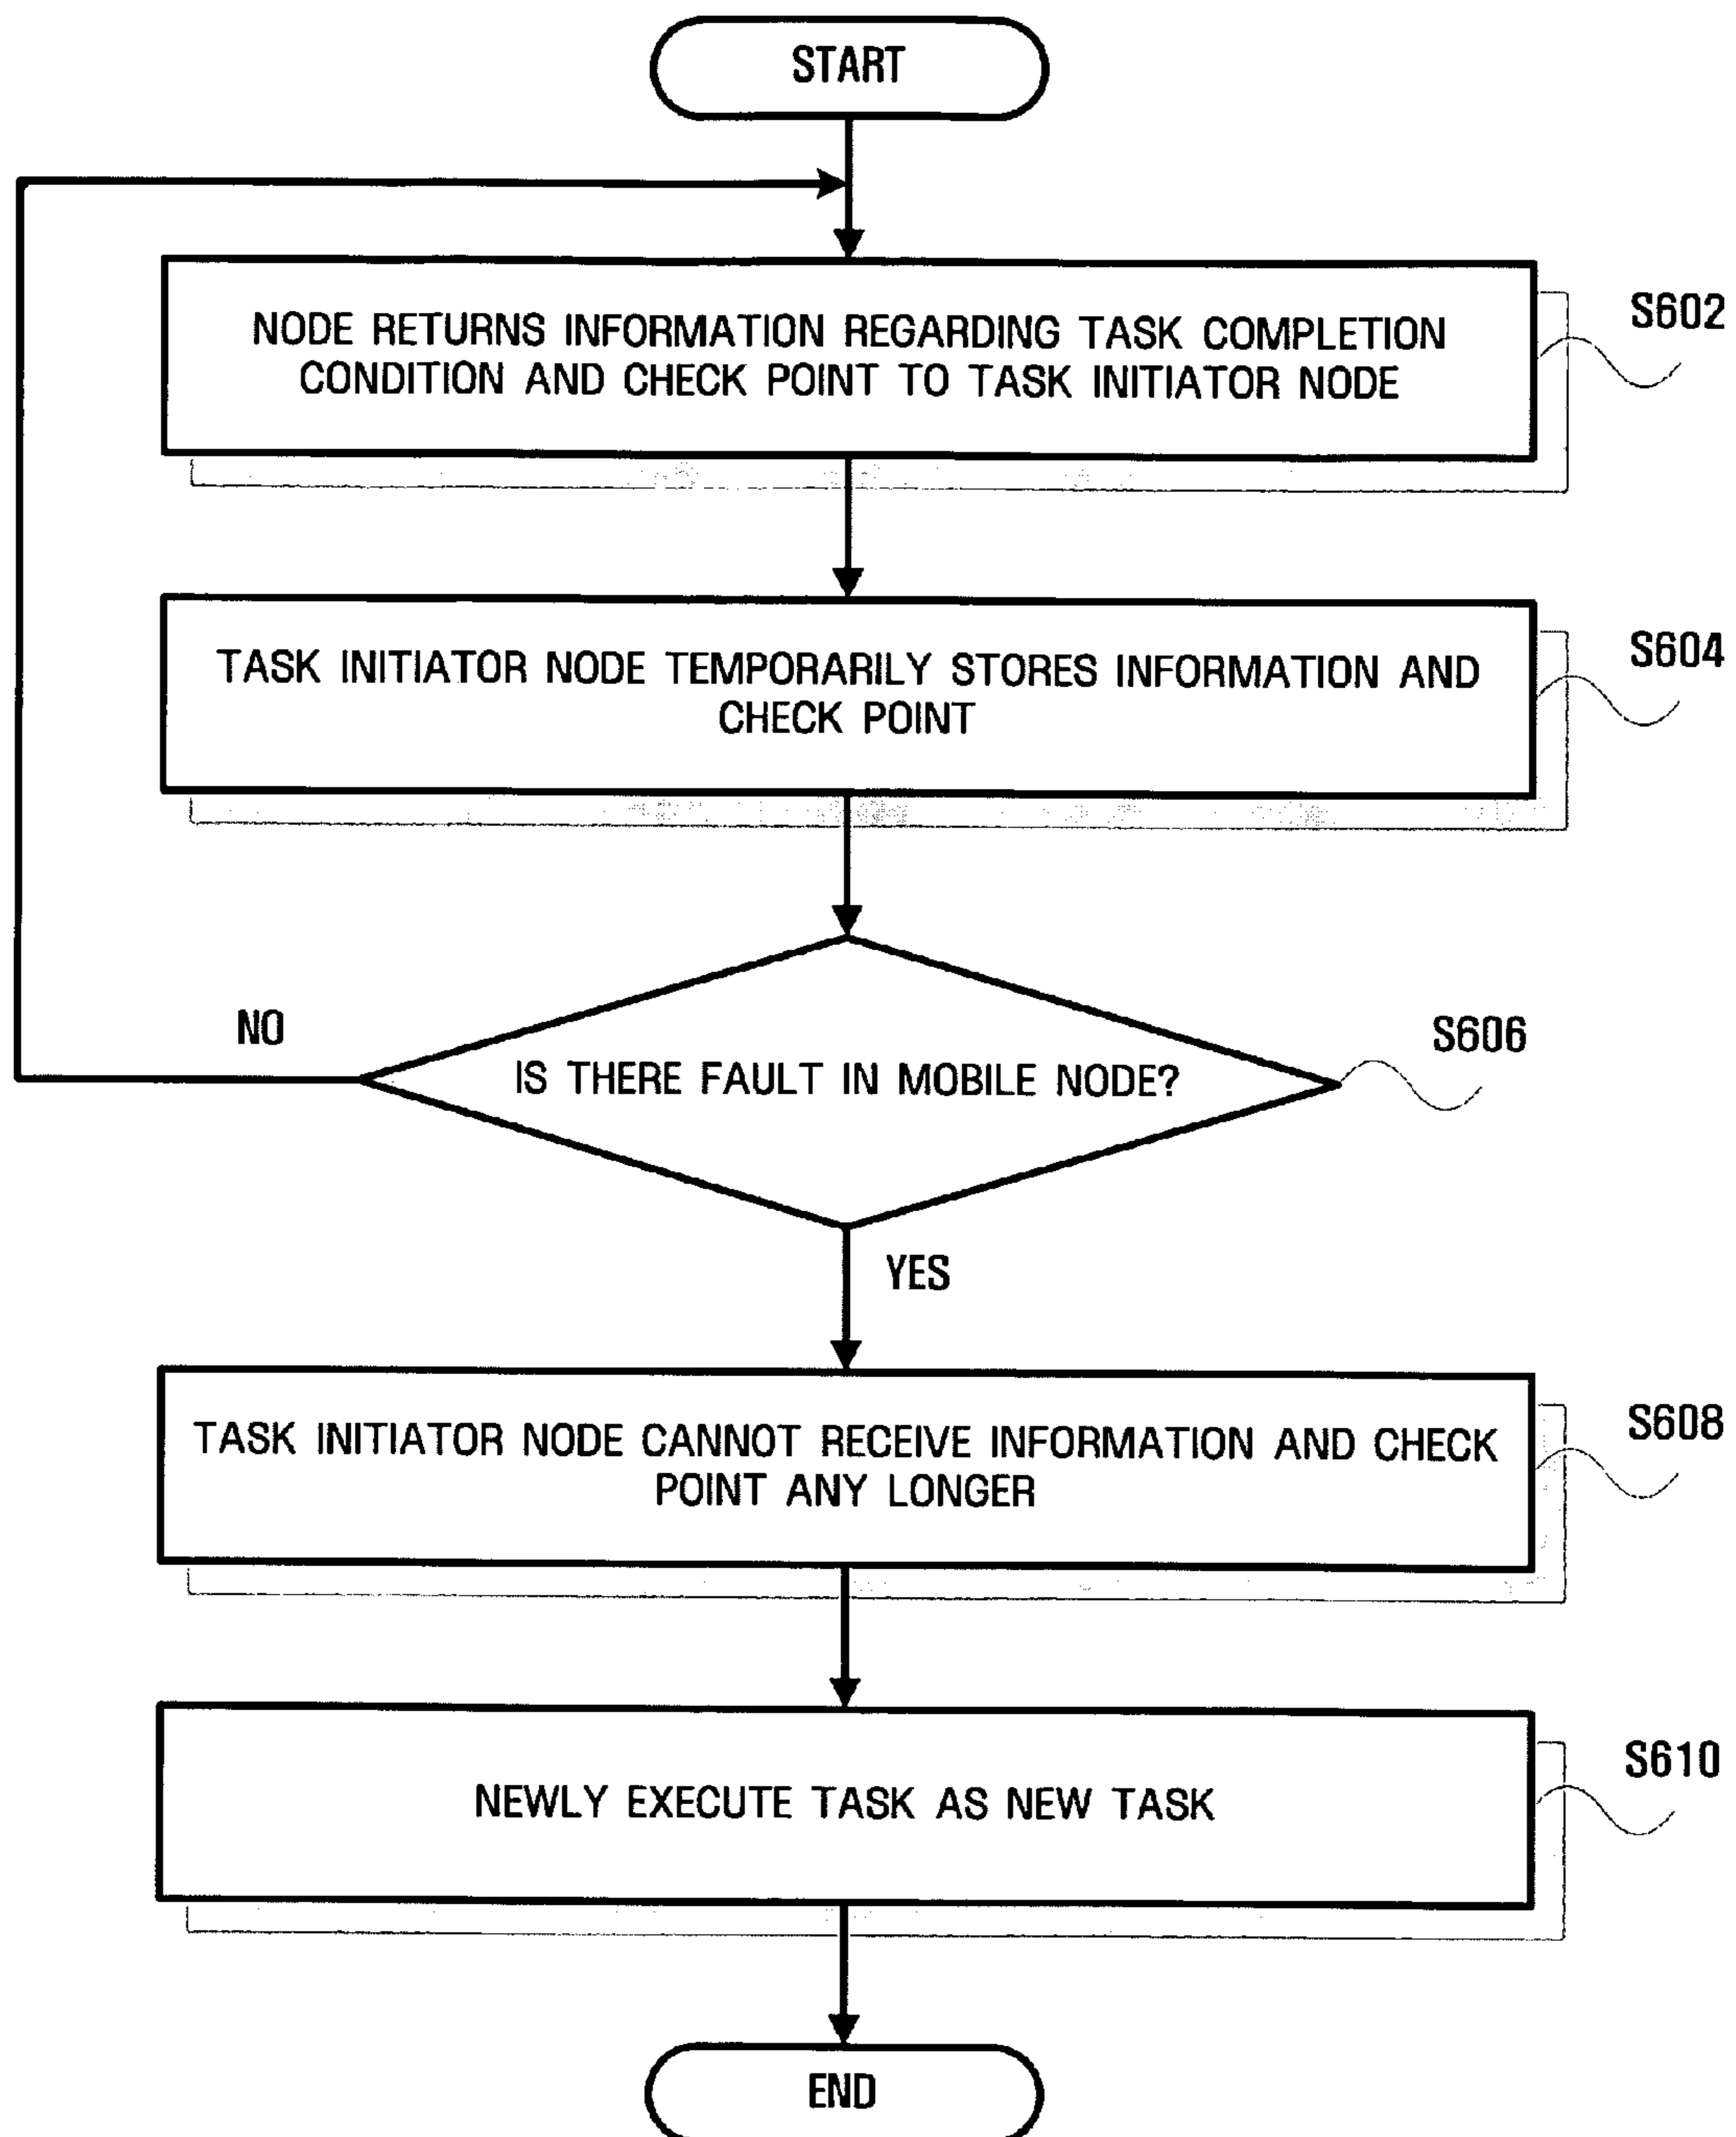 START
NODE RETURNS INFORMATION REGARDING TASK COMPLETION
CONDITION AND CHECK POINT TO TASK INITIATOR NODE
S602
TASK INITIATOR NODE TEMPORARILY STORES INFORMATION AND
CHECK POINT
S604
IS THERE FAULT IN MOBILE NODE?
S606
NO
YES
TASK INITIATOR NODE CANNOT RECEIVE INFORMATION AND CHECK
POINT ANY LONGER
S608
NEWLY EXECUTE TASK AS NEW TASK
S610
END